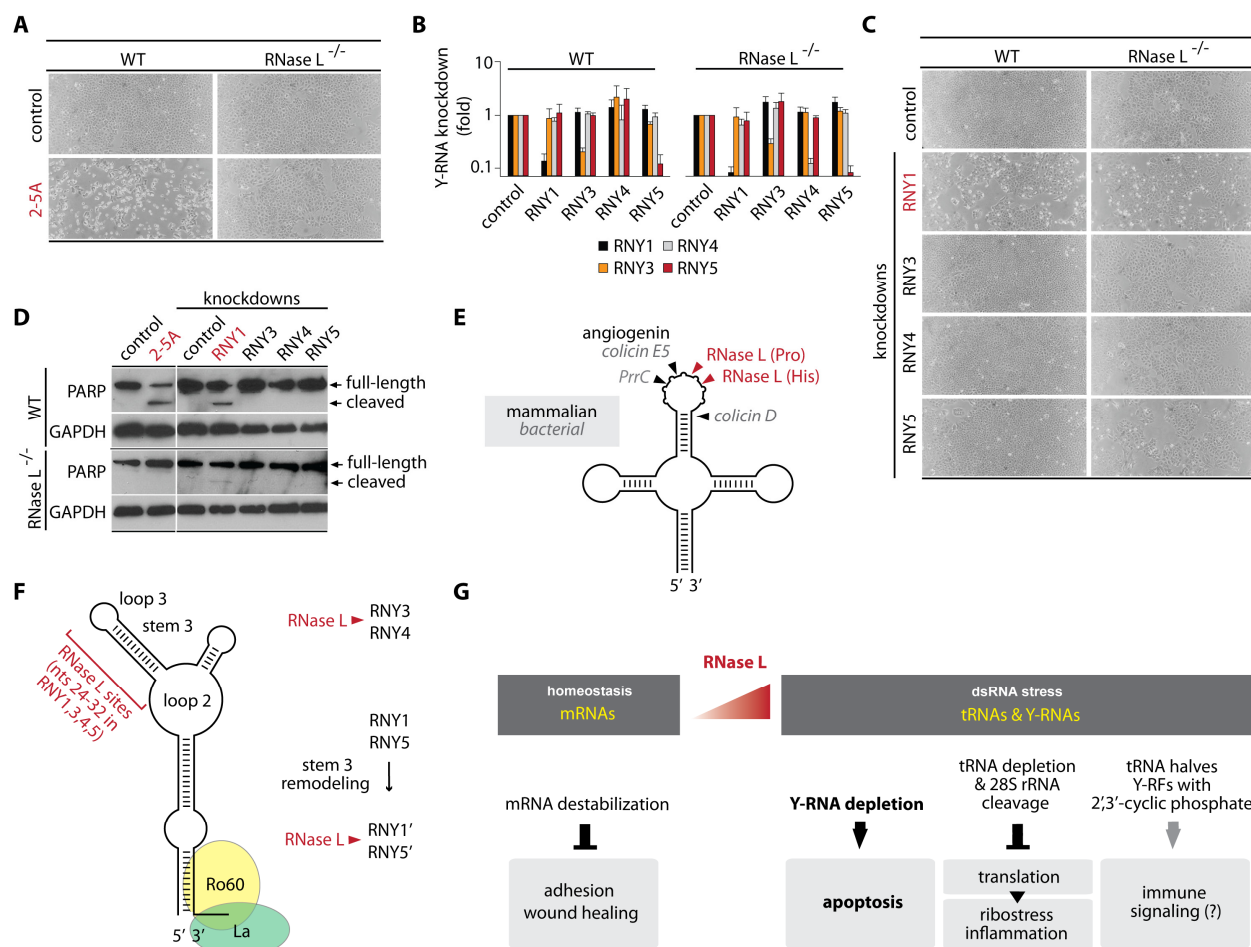 A
WT
RNase L -/-
control
2-5A
B
WT
RNase L -/-
Y-RNA knockdown
(fold)
10
1
0.1
control
RNY1
RNY3
RNY4
RNY5
control
RNY1
RNY3
RNY4
RNY5
RNY1
RNY4
RNY3
RNY5
C
WT
RNase L -/-
control
knockdowns
RNY1
RNY3
RNY4
RNY5
D
knockdowns
control
2-5A
control
RNY1
RNY3
RNY4
RNY5
WT
PARP
full-length
cleaved
GAPDH
RNase L -/-
PARP
full-length
cleaved
GAPDH
E
angiogenin
colicin E5
RNase L (Pro)
PrrC
RNase L (His)
colicin D
mammalian
bacterial
5' 3'
F
loop 3
stem 3
RNase L sites
(nts 24-32 in
RNY1,3,4,5)
loop 2
RNase L
RNY3
RNY4
RNY1
RNY5
stem 3
remodeling
RNase L
RNY1'
RNY5'
Ro60
La
5' 3'
G
RNase L
homeostasis
mRNAs
dsRNA stress
tRNAs & Y-RNAs
mRNA destabilization
adhesion
wound healing
Y-RNA depletion
apoptosis
tRNA depletion
& 28S rRNA
cleavage
translation
ribostress
inflammation
tRNA halves
Y-RFs with
2',3'-cyclic phosphate
immune
signaling (?)